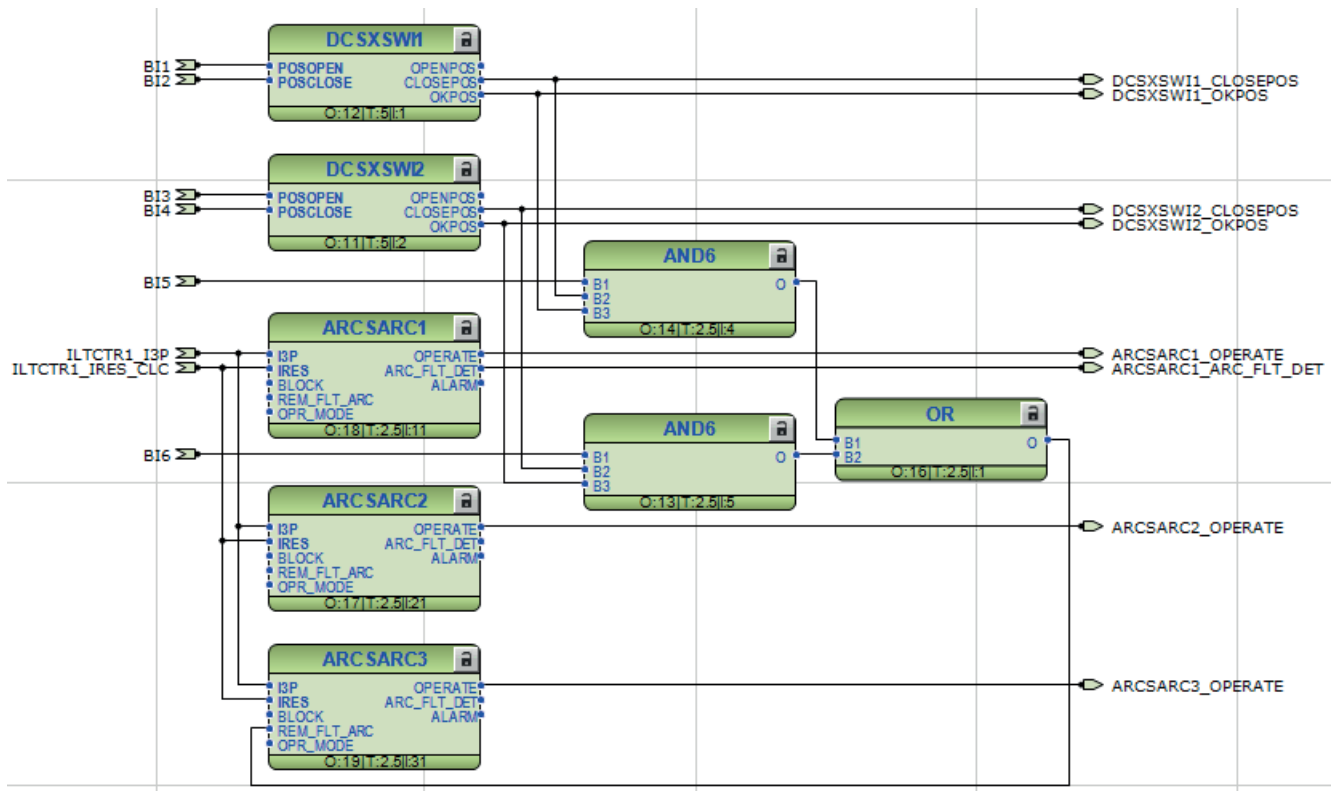 DCSXSWI1
BI1
BI2
POSOPEN OPENPOS
POSCLOSE CLOSEPOS
OKPOS
O:12|T:5|I:1
DCSXSWI1_CLOSEPOS
DCSXSWI1_OKPOS
DCSXSWI2
BI3
BI4
POSOPEN OPENPOS
POSCLOSE CLOSEPOS
OKPOS
O:11|T:5|I:2
DCSXSWI2_CLOSEPOS
DCSXSWI2_OKPOS
BI5
AND6
B1 O
B2
B3
O:14|T:2.5|I:4
ARCSARC1
ILTCTR1_I3P
ILTCTR1_IRES_CLC
I3P OPERATE
IRES ARC_FLT_DET
BLOCK ALARM
REM_FLT_ARC
OPR_MODE
O:18|T:2.5|I:11
ARCSARC1_OPERATE
ARCSARC1_ARC_FLT_DET
BI6
AND6
B1 O
B2
B3
O:13|T:2.5|I:5
OR
B1 O
B2
O:16|T:2.5|I:1
ARCSARC2
I3P OPERATE
IRES ARC_FLT_DET
BLOCK ALARM
REM_FLT_ARC
OPR_MODE
O:17|T:2.5|I:21
ARCSARC2_OPERATE
ARCSARC3
I3P OPERATE
IRES ARC_FLT_DET
BLOCK ALARM
REM_FLT_ARC
OPR_MODE
O:19|T:2.5|I:31
ARCSARC3_OPERATE